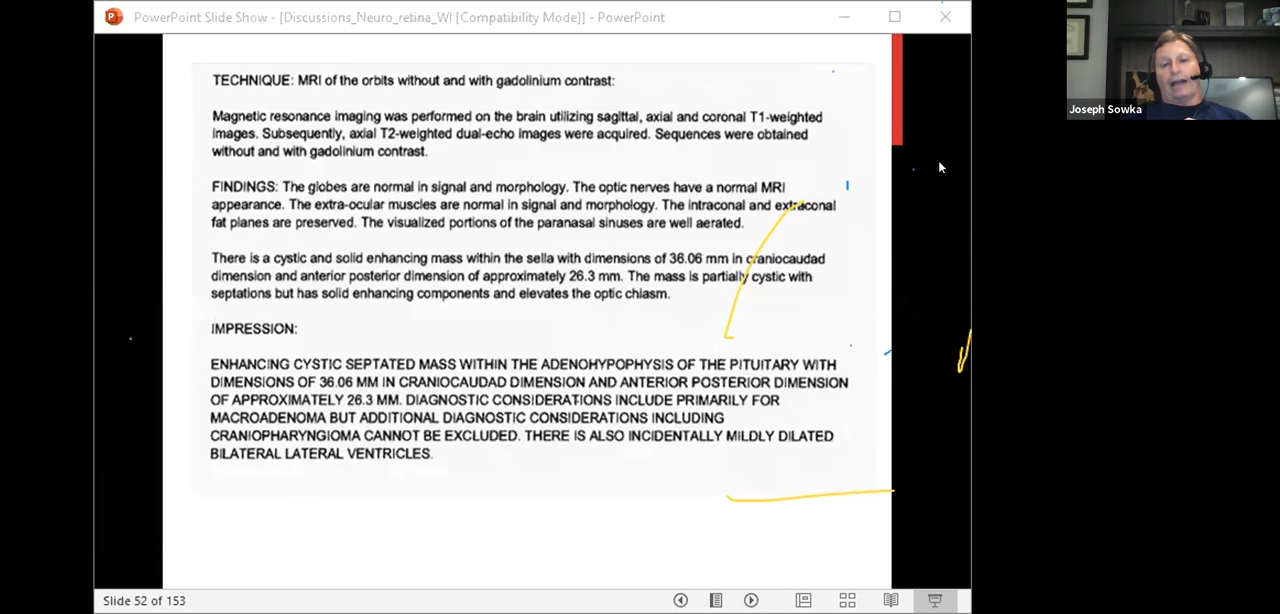 PowerPoint Slide Show - [Discussions_Neuro_retina_WI [Compatibility Mode]] - PowerPoint
Joseph Sowka
TECHNIQUE: MRI of the orbits without and with gadolinium contrast:
Magnetic resonance imaging was performed on the brain utilizing sagittal, axial and coronal T1-weighted
images. Subsequently, axial T2-weighted dual-echo images were acquired. Sequences were obtained
without and with gadolinium contrast.
FINDINGS: The globes are normal in signal and morphology. The optic nerves have a normal MRI
appearance. The extra-ocular muscles are normal in signal and morphology. The intraconal and extraconal
fat planes are preserved. The visualized portions of the paranasal sinuses are well aerated.
There is a cystic and solid enhancing mass within the sella with dimensions of 36.06 mm in craniocaudad
dimension and anterior posterior dimension of approximately 26.3 mm. The mass is partially cystic with
septations but has solid enhancing components and elevates the optic chiasm.
IMPRESSION:
ENHANCING CYSTIC SEPTATED MASS WITHIN THE ADENOHYPOPHYSIS OF THE PITUITARY WITH
DIMENSIONS OF 36.06 MM IN CRANIOCAUDAD DIMENSION AND ANTERIOR POSTERIOR DIMENSION
OF APPROXIMATELY 26.3 MM. DIAGNOSTIC CONSIDERATIONS INCLUDE PRIMARILY FOR
MACROADENOMA BUT ADDITIONAL DIAGNOSTIC CONSIDERATIONS INCLUDING
CRANIOPHARYNGIOMA CANNOT BE EXCLUDED. THERE IS ALSO INCIDENTALLY MILDLY DILATED
BILATERAL LATERAL VENTRICLES.
Slide 52 of 153